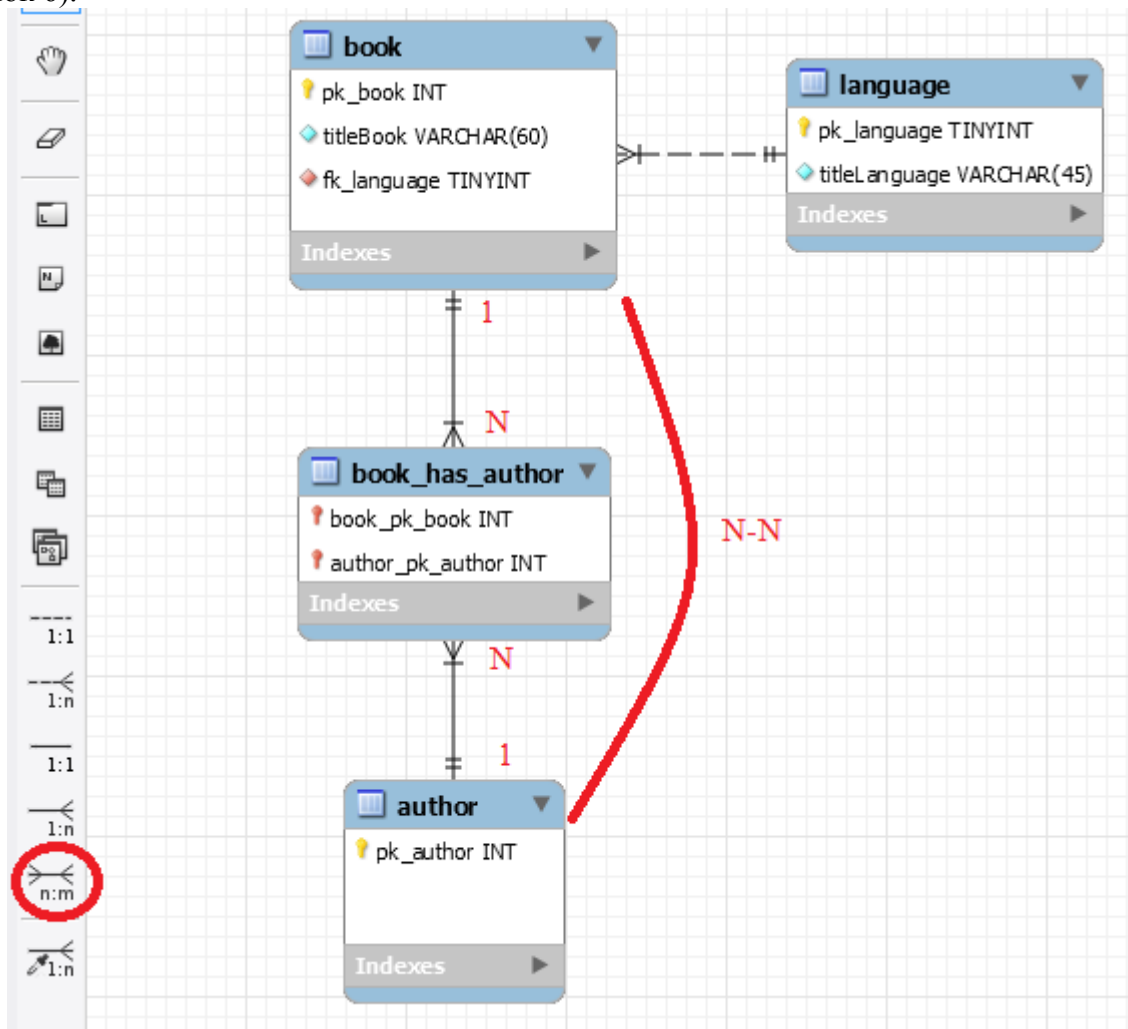 book
pk_book INT
titleBook VARCHAR(60)
fk_language TINYINT
Indexes
language
pk_language TINYINT
titleLanguage VARCHAR(45)
Indexes
1
N
book_has_author
book_pk_book INT
author_pk_author INT
Indexes
N-N
N
1
author
pk_author INT
Indexes
L
N
1:1
1:n
1:1
1:n
n:m
1:n